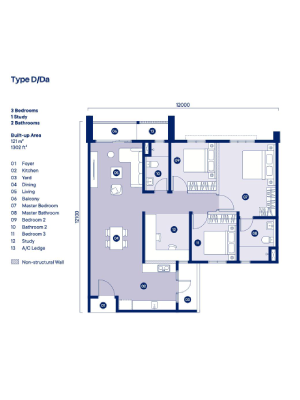 Type D/Da
3 Bedrooms
1 Study
2 Bathrooms
Built-up Area
121 m²
1302 ft²
01 Foyer
02 Kitchen
03 Yard
04 Dining
05 Living
06 Balcony
07 Master Bedroom
08 Master Bathroom
09 Bedroom 2
10 Bathroom 2
11 Bedroom 3
12 Study
13 A/C Ledge
Non-structural Wall
12000
12100
06
13
05
10
09
07
12
04
11
08
02
03
01